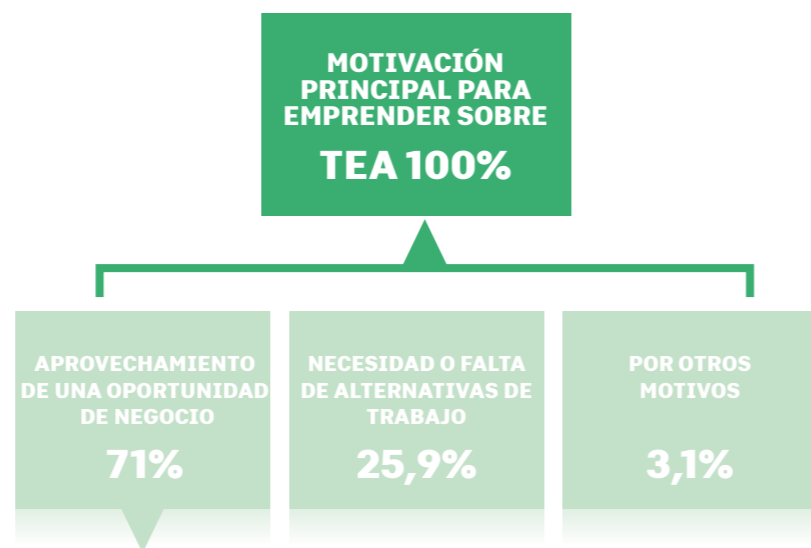 MOTIVACIÓN
PRINCIPAL PARA
EMPRENDER SOBRE
TEA 100%
APROVECHAMIENTO
DE UNA OPORTUNIDAD
DE NEGOCIO
71%
NECESIDAD O FALTA
DE ALTERNATIVAS DE
TRABAJO
25,9%
POR OTROS
MOTIVOS
3,1%